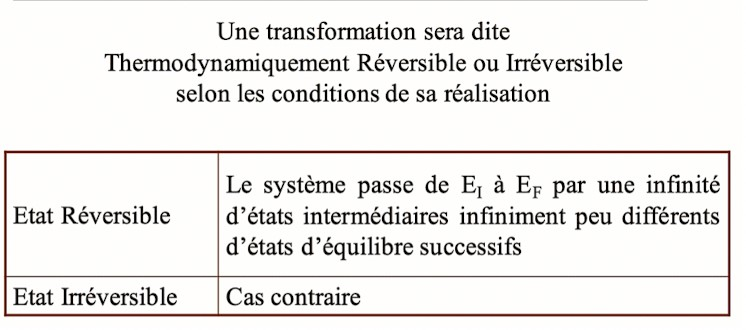 Une transformation sera dite
Thermodynamiquement Réversible ou Irréversible
selon les conditions de sa réalisation
Etat Réversible
Le système passe de E_I à E_F par une infinité
d'états intermédiaires infiniment peu différents
d'états d'équilibre successifs
Etat Irréversible
Cas contraire